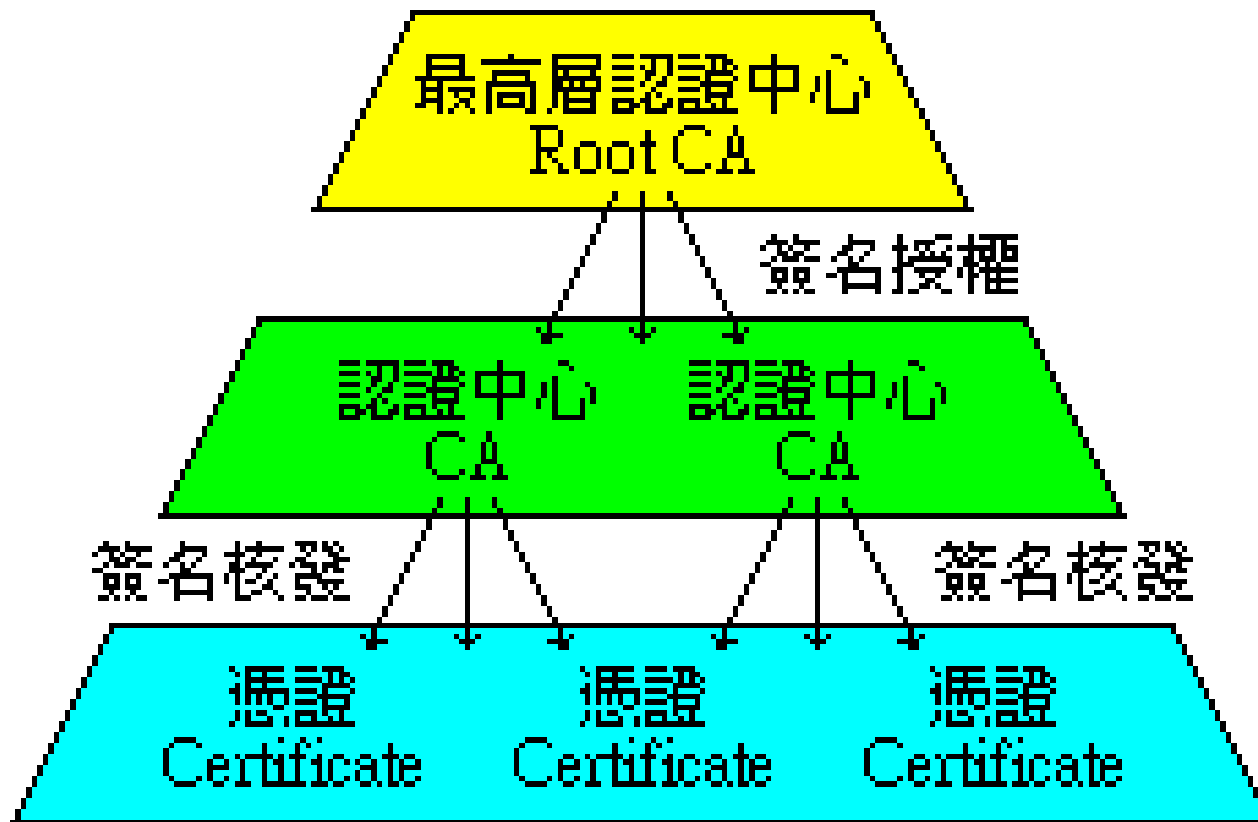 最高層認證中心
Root CA
簽名授權
認證中心 認證中心
CA CA
簽名核發 簽名核發
憑證 憑證 憑證
Certificate Certificate Certificate